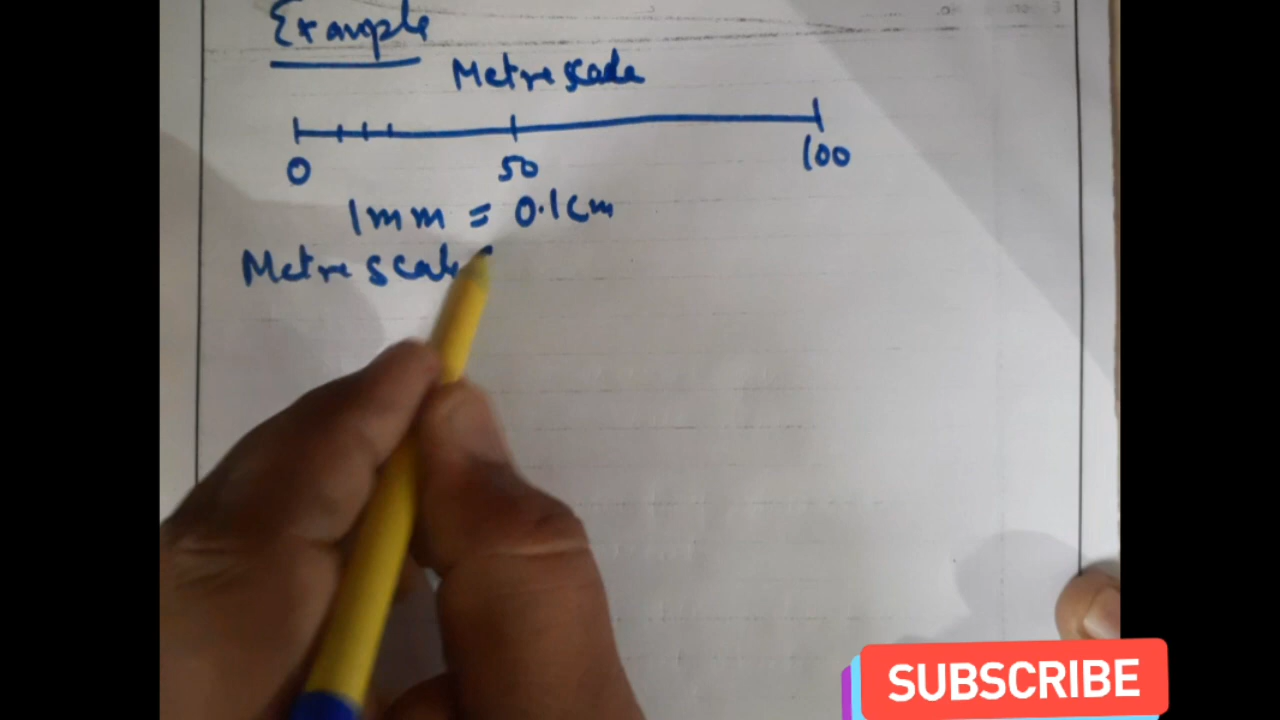 Example
Metre scale
0 50 100
1mm = 0.1cm
Metre scale
SUBSCRIBE